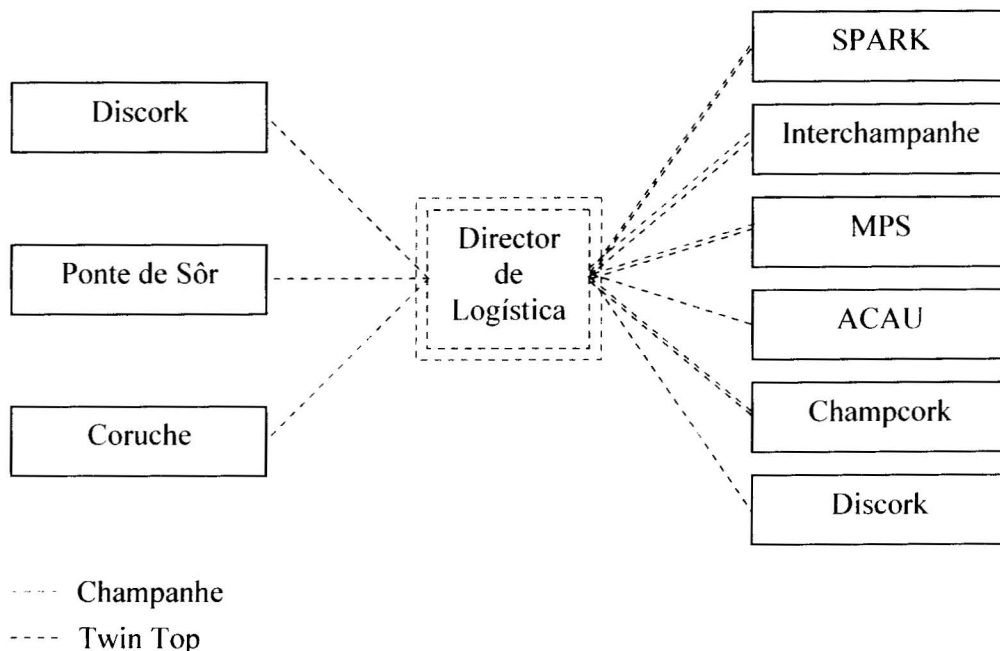 Discork
Ponte de Sôr
Coruche
Director
de
Logística
SPARK
Interchampanhe
MPS
ACAU
Champcork
Discork
Champanhe
Twin Top